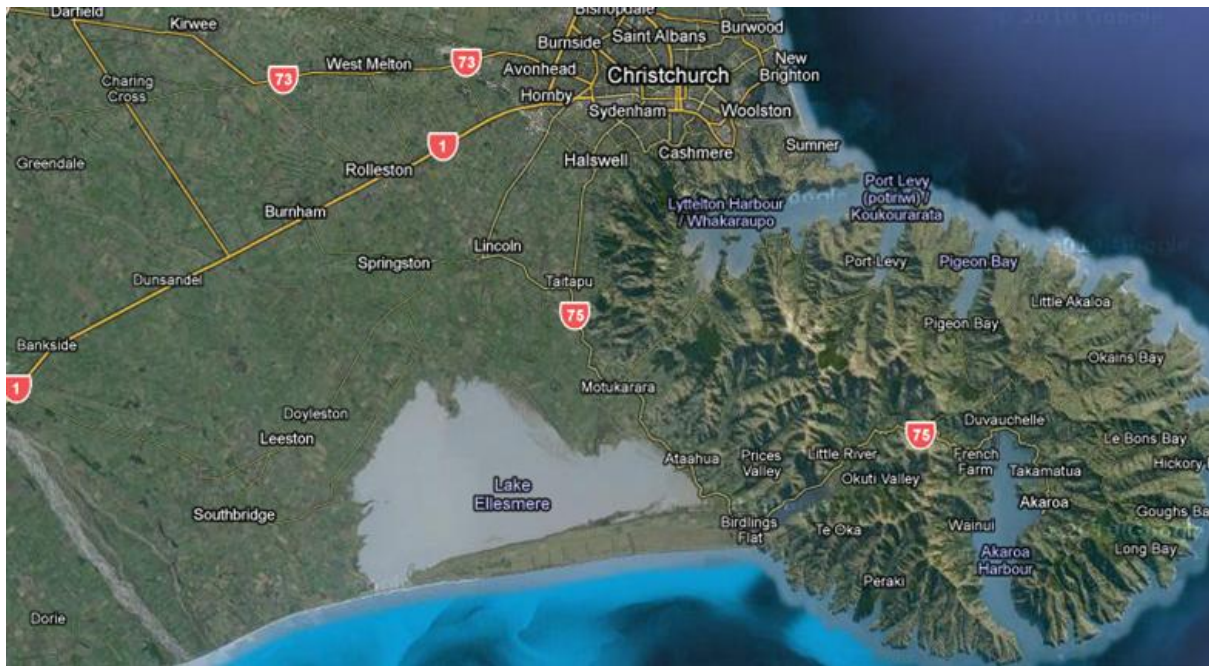 Darfield
Kirwee
Bishopdale
Burwood
Burnside
Saint Albans
73
West Melton
73
Avonhead
New
Brighton
Christchurch
Charing
Cross
Hornby
Sydenham
Woolston
1
Greendale
Rolleston
Halswell
Cashmere
Sumner
Port Levy
(potiriwi) /
Koukourarata
Lyttelton Harbour
/ Whakaraupo
Burnham
Lincoln
Springston
Port Levy
Pigeon Bay
Dunsandel
Taitapu
75
Little Akaloa
Pigeon Bay
Bankside
1
Okains Bay
Motukarara
Doyleston
Leeston
Duvauchelle
75
Le Bons Bay
Ataahua
Prices
Valley
Little River
French
Farm
Takamatua
Hickory
Okuti Valley
Lake
Ellesmere
Akaroa
Southbridge
Goughs Ba
Birdlings
Flat
Te Oka
Wainui
Long Bay
Akaroa
Harbour
Peraki
Dorie